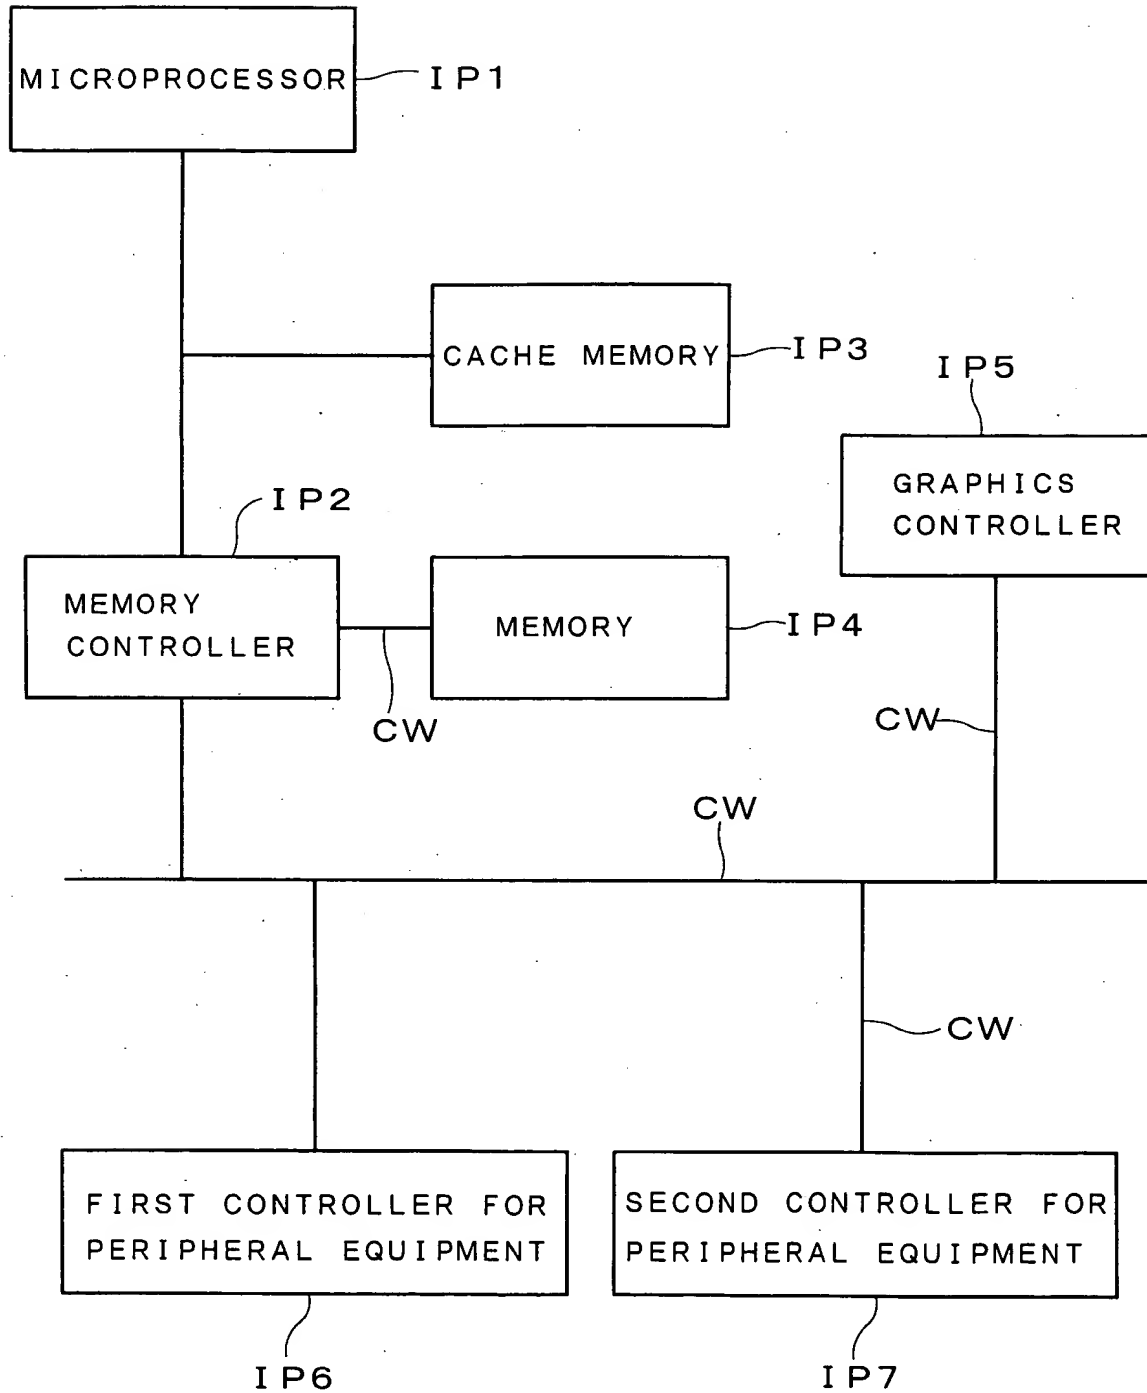 MICROPROCESSOR
IP1
CACHE MEMORY
IP3
IP5
GRAPHICS
CONTROLLER
IP2
MEMORY
CONTROLLER
MEMORY
IP4
CW
CW
CW
CW
FIRST CONTROLLER FOR
PERIPHERAL EQUIPMENT
SECOND CONTROLLER FOR
PERIPHERAL EQUIPMENT
IP6
IP7